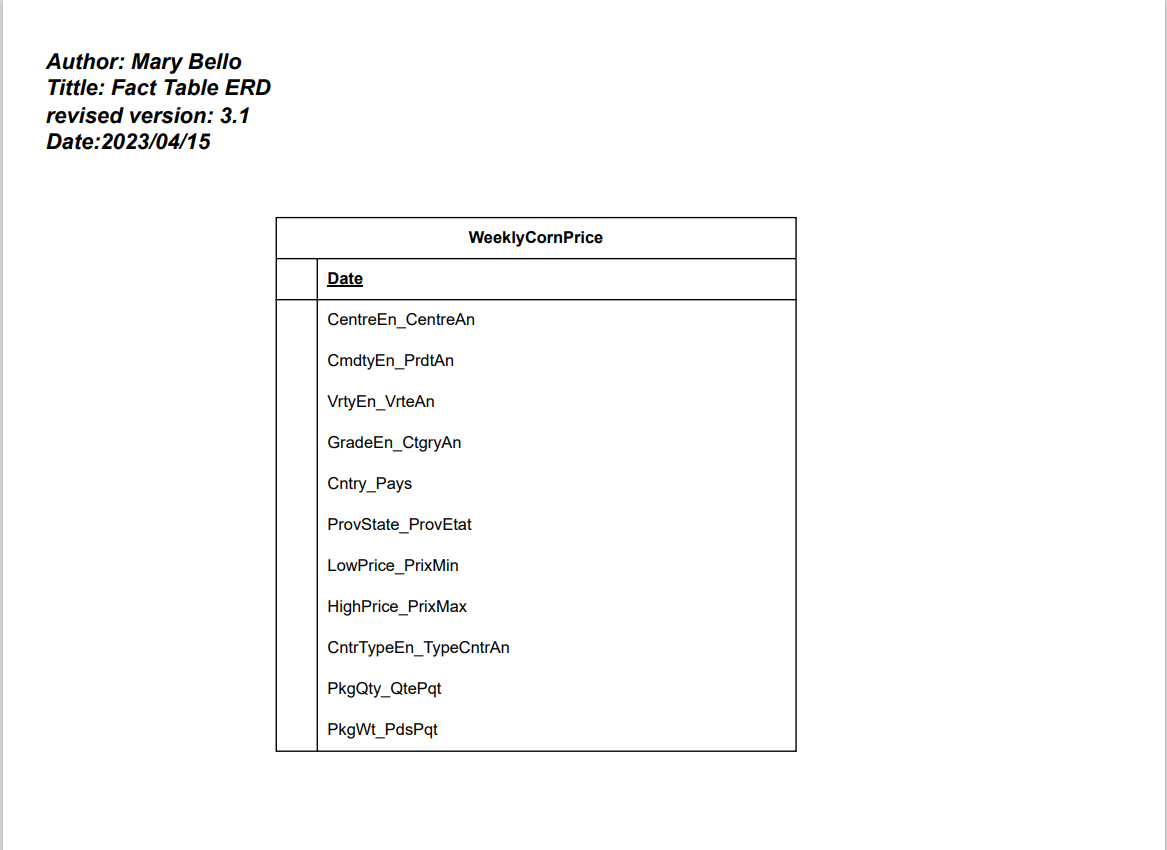 Author: Mary Bello
Tittle: Fact Table ERD
revised version: 3.1
Date:2023/04/15
WeeklyCornPrice
Date
CentreEn_CentreAn
CmdtyEn_PrdtAn
VrtyEn_VrteAn
GradeEn_CtgryAn
Cntry_Pays
ProvState_ProvEtat
LowPrice_PrixMin
HighPrice_PrixMax
CntrTypeEn_TypeCntrAn
PkgQty_QtePqt
PkgWt_PdsPqt